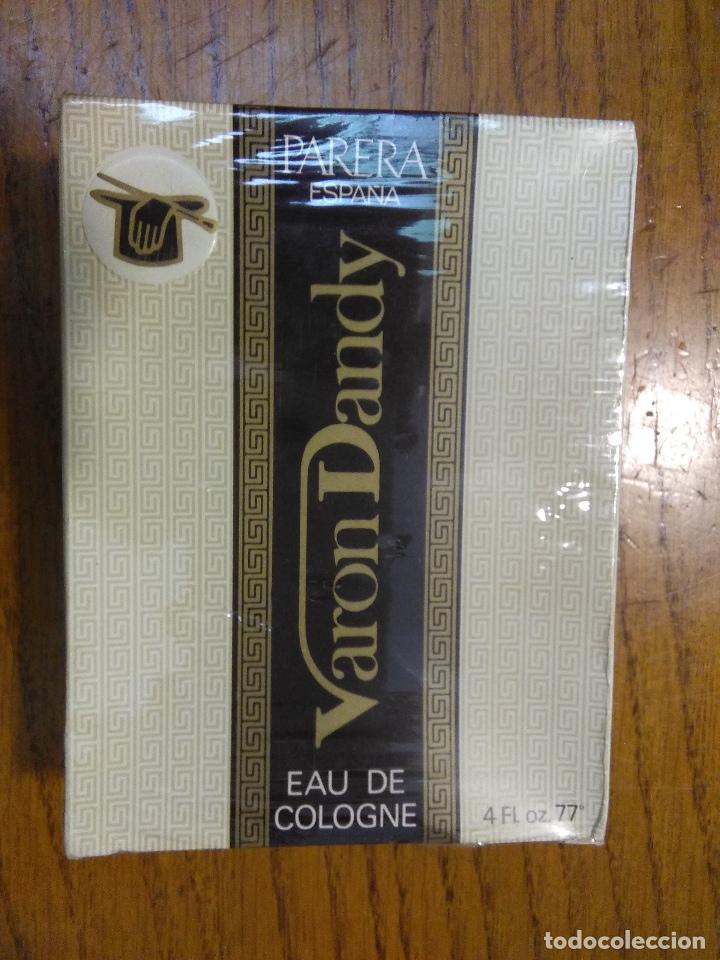 PARERA
ESPAÑA
Varon Dandy
EAU DE
COLOGNE
4 Fl. oz. 77°
todocoleccion